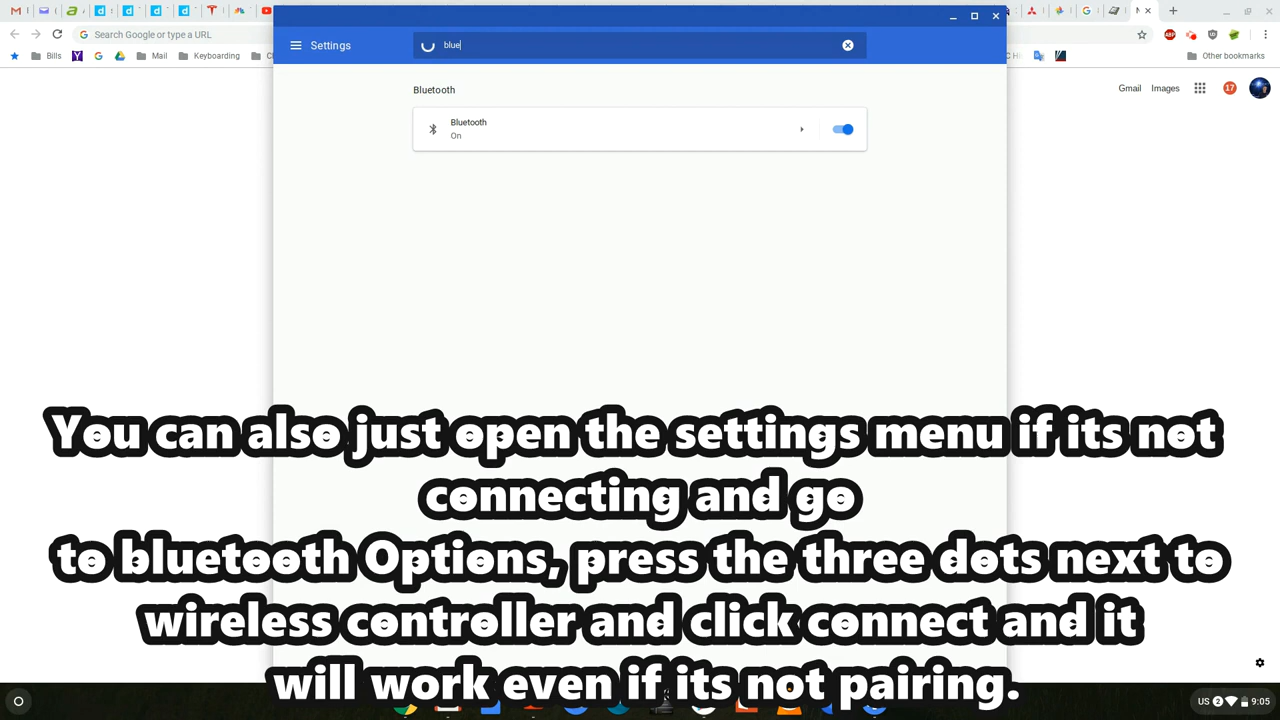 Search Google or type a URL
Bills
Mail
Keyboarding
Other bookmarks
Settings
blue
Gmail
Images
17
Bluetooth
Bluetooth
On
You can also just open the settings menu if its not
connecting and go
to bluetooth Options, press the three dots next to
wireless controller and click connect and it
will work even if its not pairing.
US
2
9:05